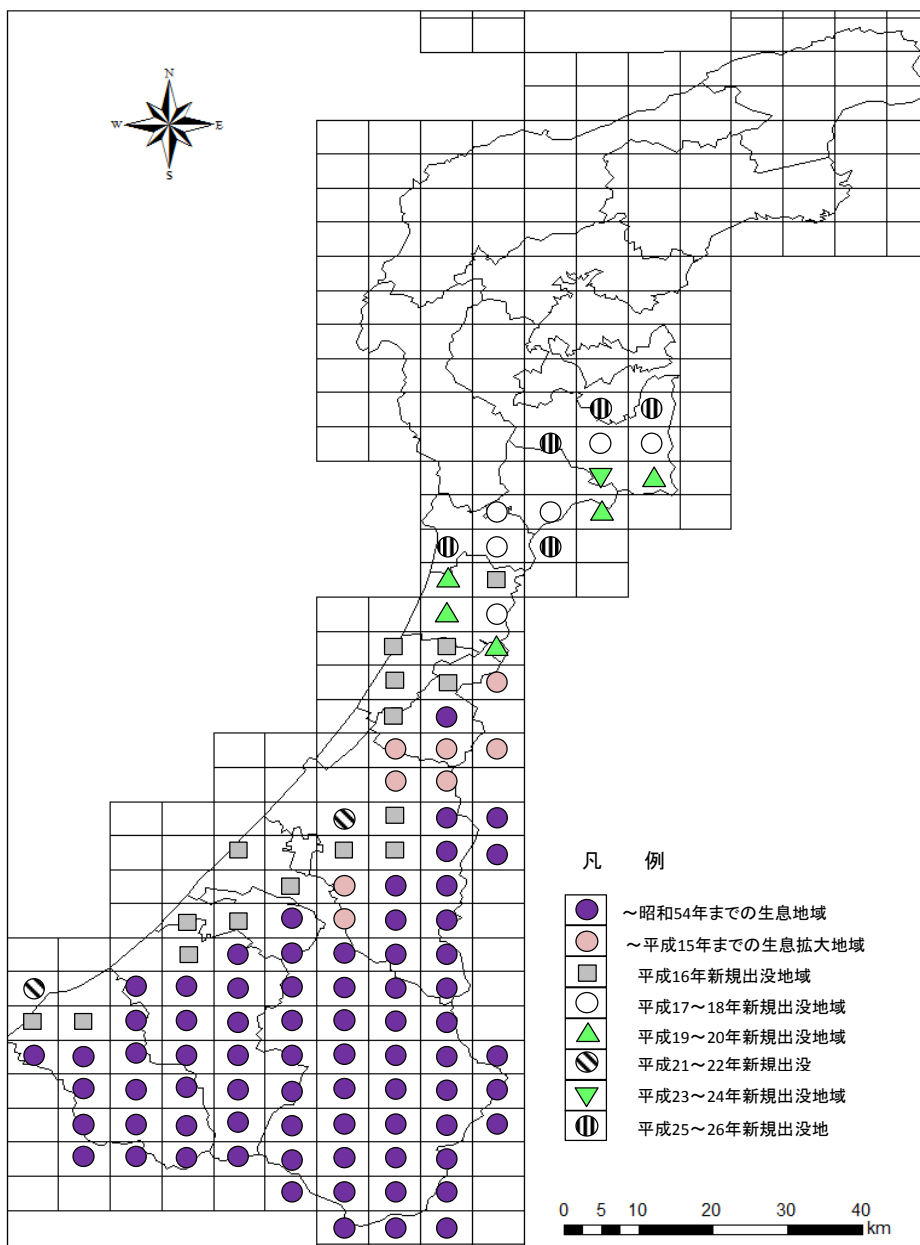 N
W E
S
凡 例
～昭和54年までの生息地域
～平成15年までの生息拡大地域
平成16年新規出没地域
平成17～18年新規出没地域
平成19～20年新規出没地域
平成21～22年新規出没
平成23～24年新規出没地域
平成25～26年新規出没地
0 5 10 20 30 40
km